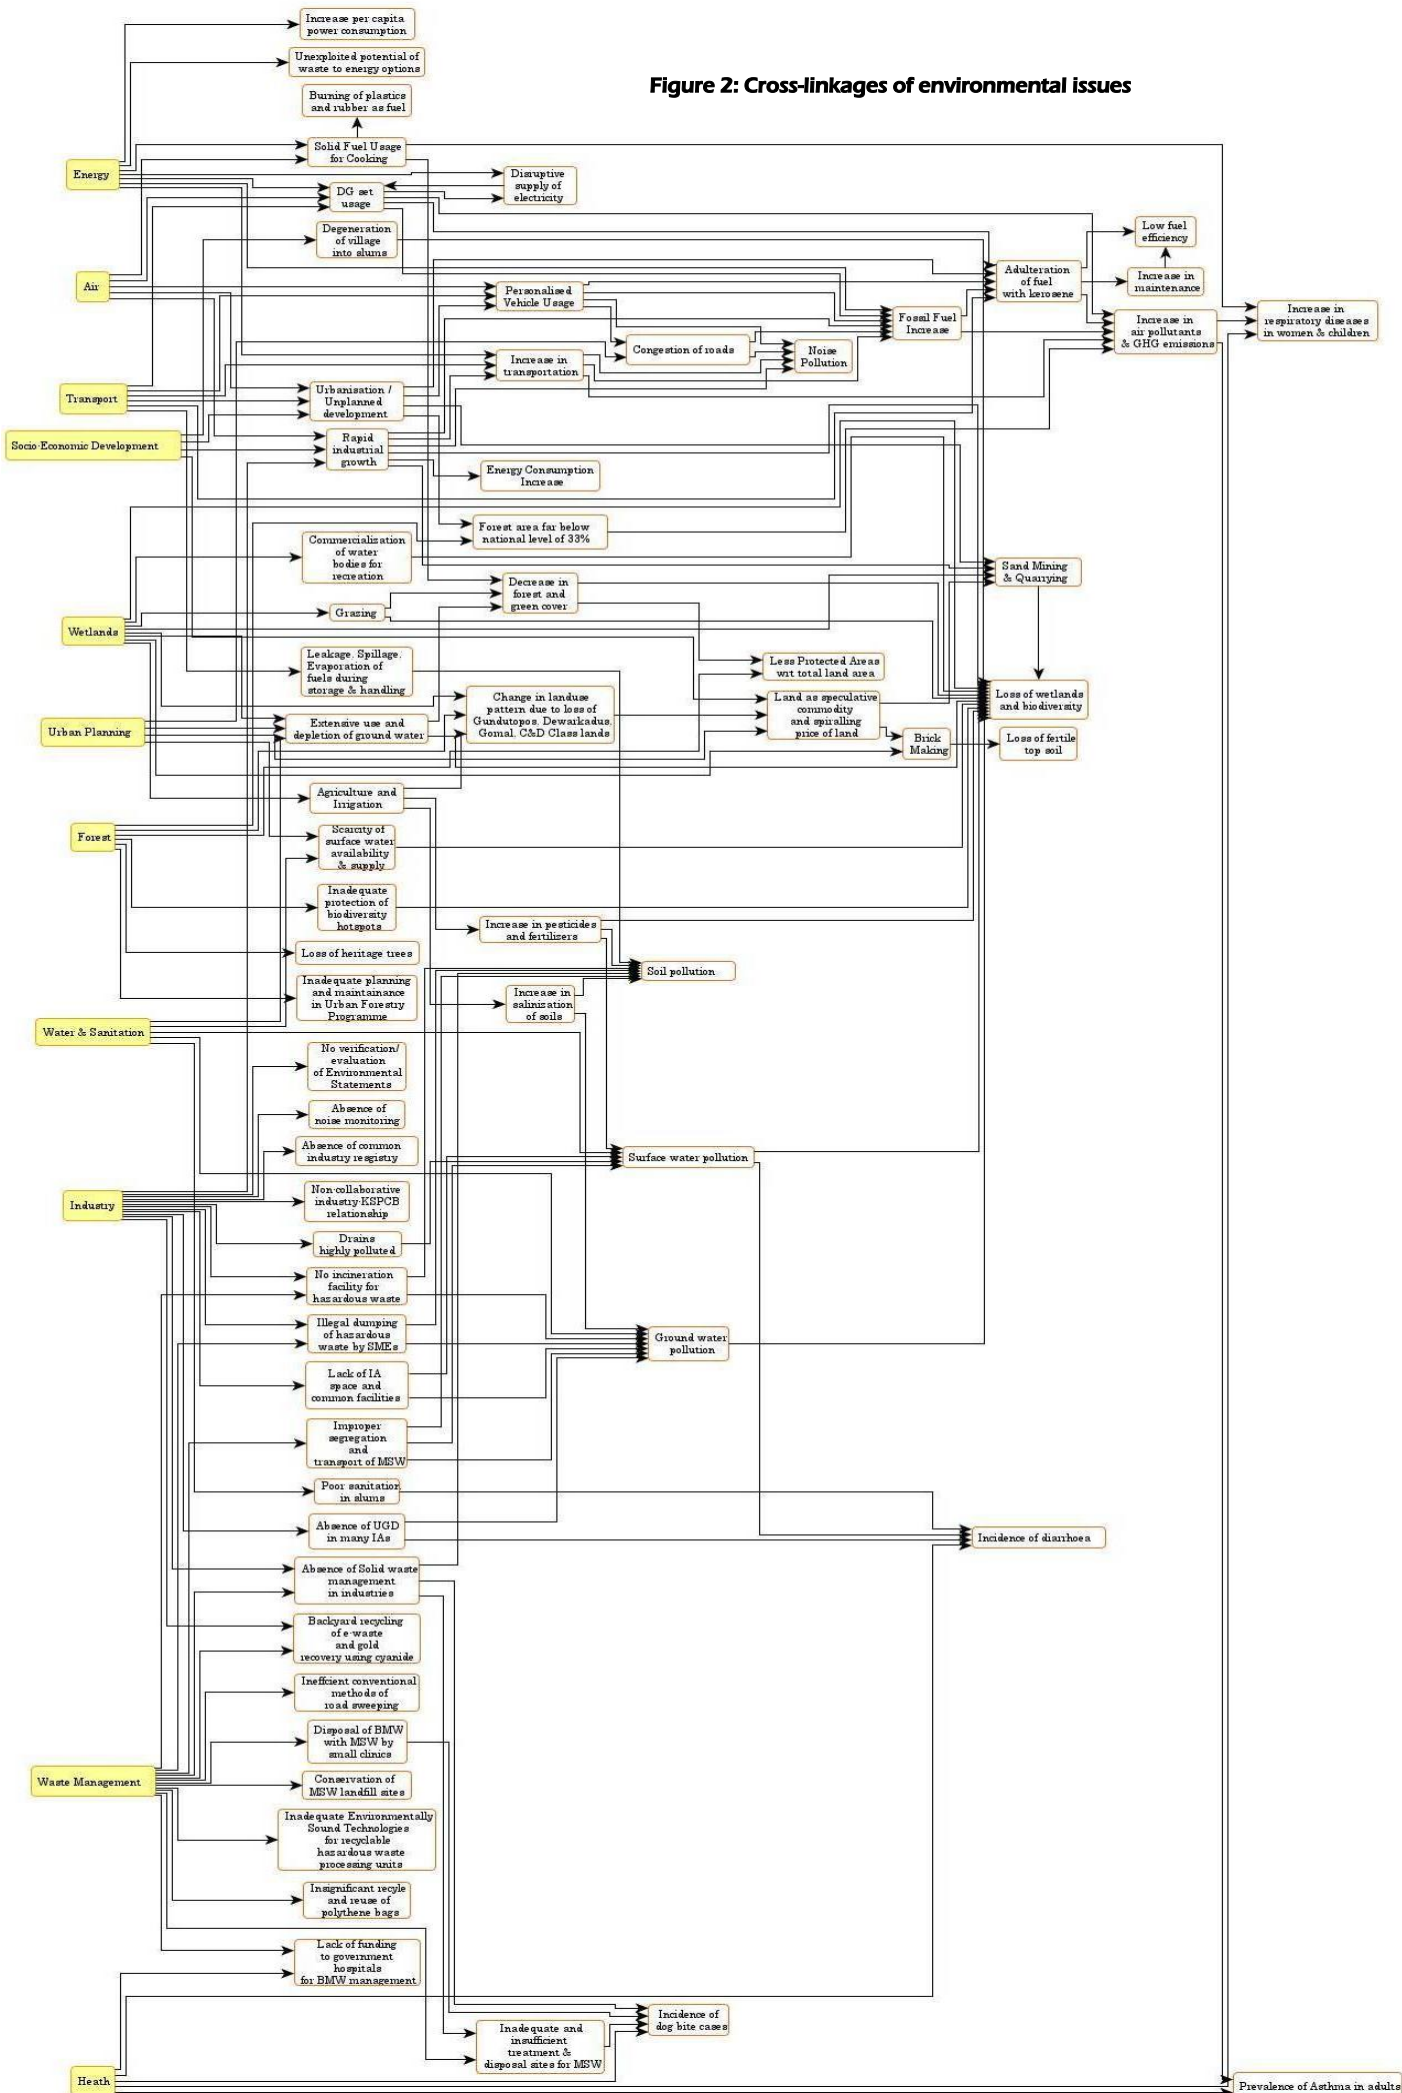 Increase per capita
power consumption
Unexploited potential of
waste to energy options
Figure 2: Cross-linkages of environmental issues
Burning of plastics
and rubber as fuel
Solid Fuel Usage
for Cooking
Energy
Disruptive
supply of
electricity
DG set
usage
Degeneration
of village
into slums
Low fuel
efficiency
Air
Adulteration
of fuel
with kerosene
Increase in
maintenance
Personalised
Vehicle Usage
Fossil Fuel
Increase
Increase in
air pollutants
& GHG emissions
Increase in
respiratory diseases
in women & children
Congestion of roads
Noise
Pollution
Increase in
transportation
Transport
Urbanisation /
Unplanned
development
Socio-Economic Development
Rapid
industrial
growth
Energy Consumption
Increase
Forest area far below
national level of 33%
Commercialisation
of water
bodies for
recreation
Sand Mining
& Quarrying
Decrease in
forest and
green cover
Grazing
Wetlands
Leakage, Spillage,
Evaporation of
fuels during
storage & handling
Less Protected Areas
wrt total land area
Change in landuse
pattern due to loss of
Gundutopos, Dewarkadus,
Gomal, C&D Class lands
Land as speculative
commodity
and spiralling
price of land
Loss of wetlands
and biodiversity
Urban Planning
Extensive use and
depletion of ground water
Brick
Making
Loss of fertile
top soil
Agriculture and
Irrigation
Forest
Scarcity of
surface water
availability
& supply
Inadequate
protection of
biodiversity
hotspots
Increase in pesticides
and fertilisers
Loss of heritage trees
Soil pollution
Inadequate planning
and maintainance
in Urban Forestry
Programme
Increase in
salinisation
of soils
Water & Sanitation
No verification/
evaluation
of Environmental
Statements
Absence of
noise monitoring
Absence of common
industry resgistry
Surface water pollution
Industry
Non-collaborative
industry-KSPCB
relationship
Drains
highly polluted
No incineration
facility for
hazardous waste
Illegal dumping
of hazardous
waste by SMEs
Ground water
pollution
Lack of IA
space and
common facilities
Improper
segregation
and
transport of MSW
Poor sanitation
in slums
Absence of UGD
in many IAs
Incidence of diarrhoea
Absence of Solid waste
management
in industries
Backyard recycling
of e-waste
and gold
recovery using cyanide
Ineffcient conventional
methods of
road sweeping
Disposal of BMW
with MSW by
small clinics
Waste Management
Conservation of
MSW landfill sites
Inadequate Environmentally
Sound Technologies
for recyclable
hazardous waste
processing units
Insignificant recyle
and reuse of
polythene bags
Lack of funding
to government
hospitals
for BMW management
Incidence of
dog bite cases
Inadequate and
insufficient
treatment &
disposal sites for MSW
Heath
Prevalence of Asthma in adults